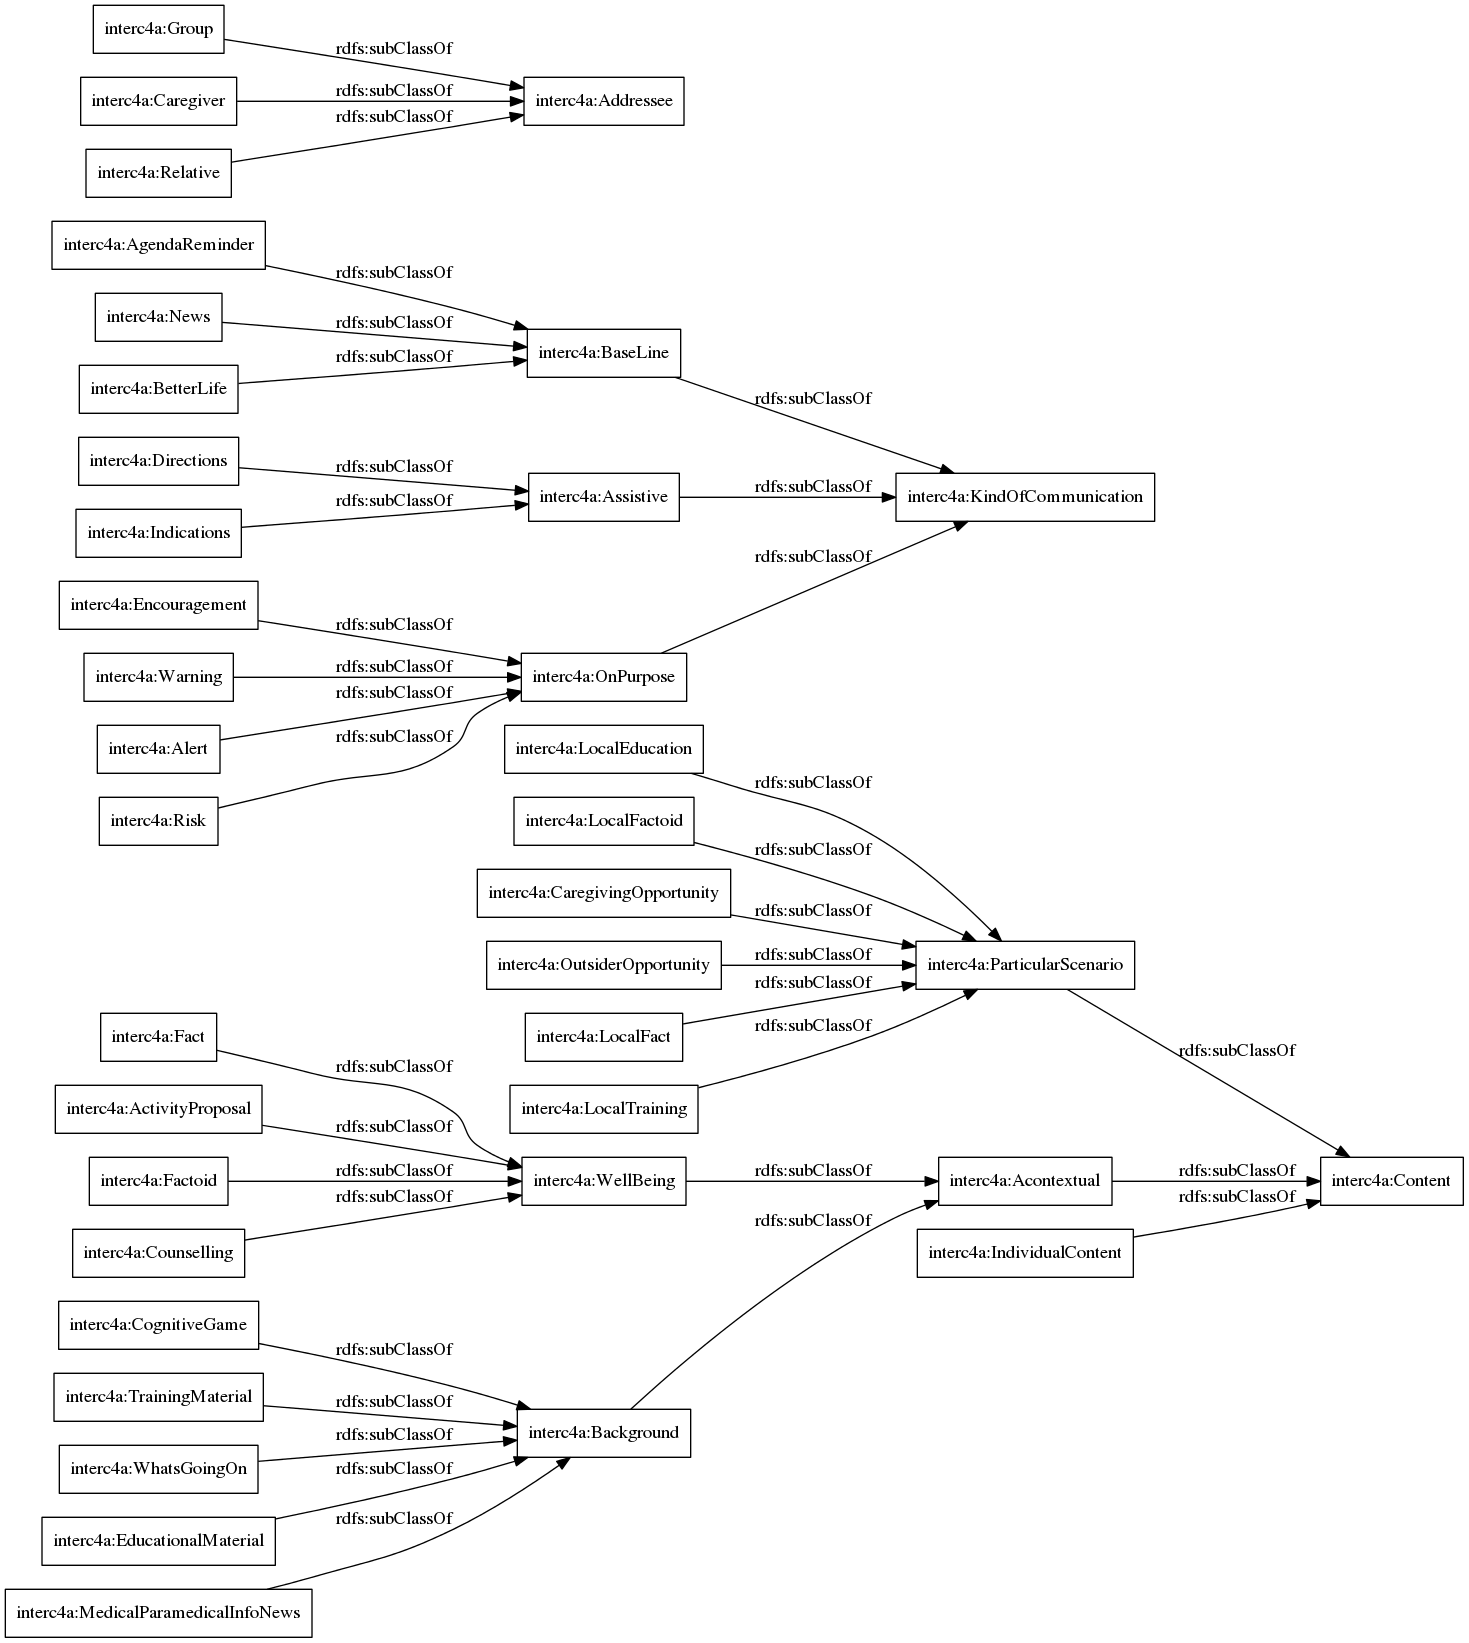 interc4a:Group
rdfs:subClassOf
interc4a:Caregiver
rdfs:subClassOf
interc4a:Addressee
rdfs:subClassOf
interc4a:Relative
interc4a:AgendaReminder
rdfs:subClassOf
interc4a:News
rdfs:subClassOf
interc4a:BaseLine
rdfs:subClassOf
interc4a:BetterLife
rdfs:subClassOf
interc4a:Directions
rdfs:subClassOf
rdfs:subClassOf
interc4a:Assistive
interc4a:KindOfCommunication
rdfs:subClassOf
interc4a:Indications
rdfs:subClassOf
interc4a:Encouragement
rdfs:subClassOf
interc4a:Warning
rdfs:subClassOf
interc4a:OnPurpose
rdfs:subClassOf
interc4a:Alert
rdfs:subClassOf
interc4a:LocalEducation
rdfs:subClassOf
interc4a:Risk
interc4a:LocalFactoid
rdfs:subClassOf
interc4a:CaregivingOpportunity
rdfs:subClassOf
rdfs:subClassOf
interc4a:OutsiderOpportunity
interc4a:ParticularScenario
rdfs:subClassOf
rdfs:subClassOf
interc4a:Fact
interc4a:LocalFact
rdfs:subClassOf
rdfs:subClassOf
interc4a:ActivityProposal
interc4a:LocalTraining
rdfs:subClassOf
rdfs:subClassOf
rdfs:subClassOf
rdfs:subClassOf
interc4a:Factoid
interc4a:WellBeing
interc4a:Acontextual
interc4a:Content
rdfs:subClassOf
rdfs:subClassOf
rdfs:subClassOf
interc4a:Counselling
interc4a:IndividualContent
interc4a:CognitiveGame
rdfs:subClassOf
interc4a:TrainingMaterial
rdfs:subClassOf
interc4a:Background
rdfs:subClassOf
interc4a:WhatsGoingOn
rdfs:subClassOf
rdfs:subClassOf
interc4a:EducationalMaterial
interc4a:MedicalParamedicalInfoNews